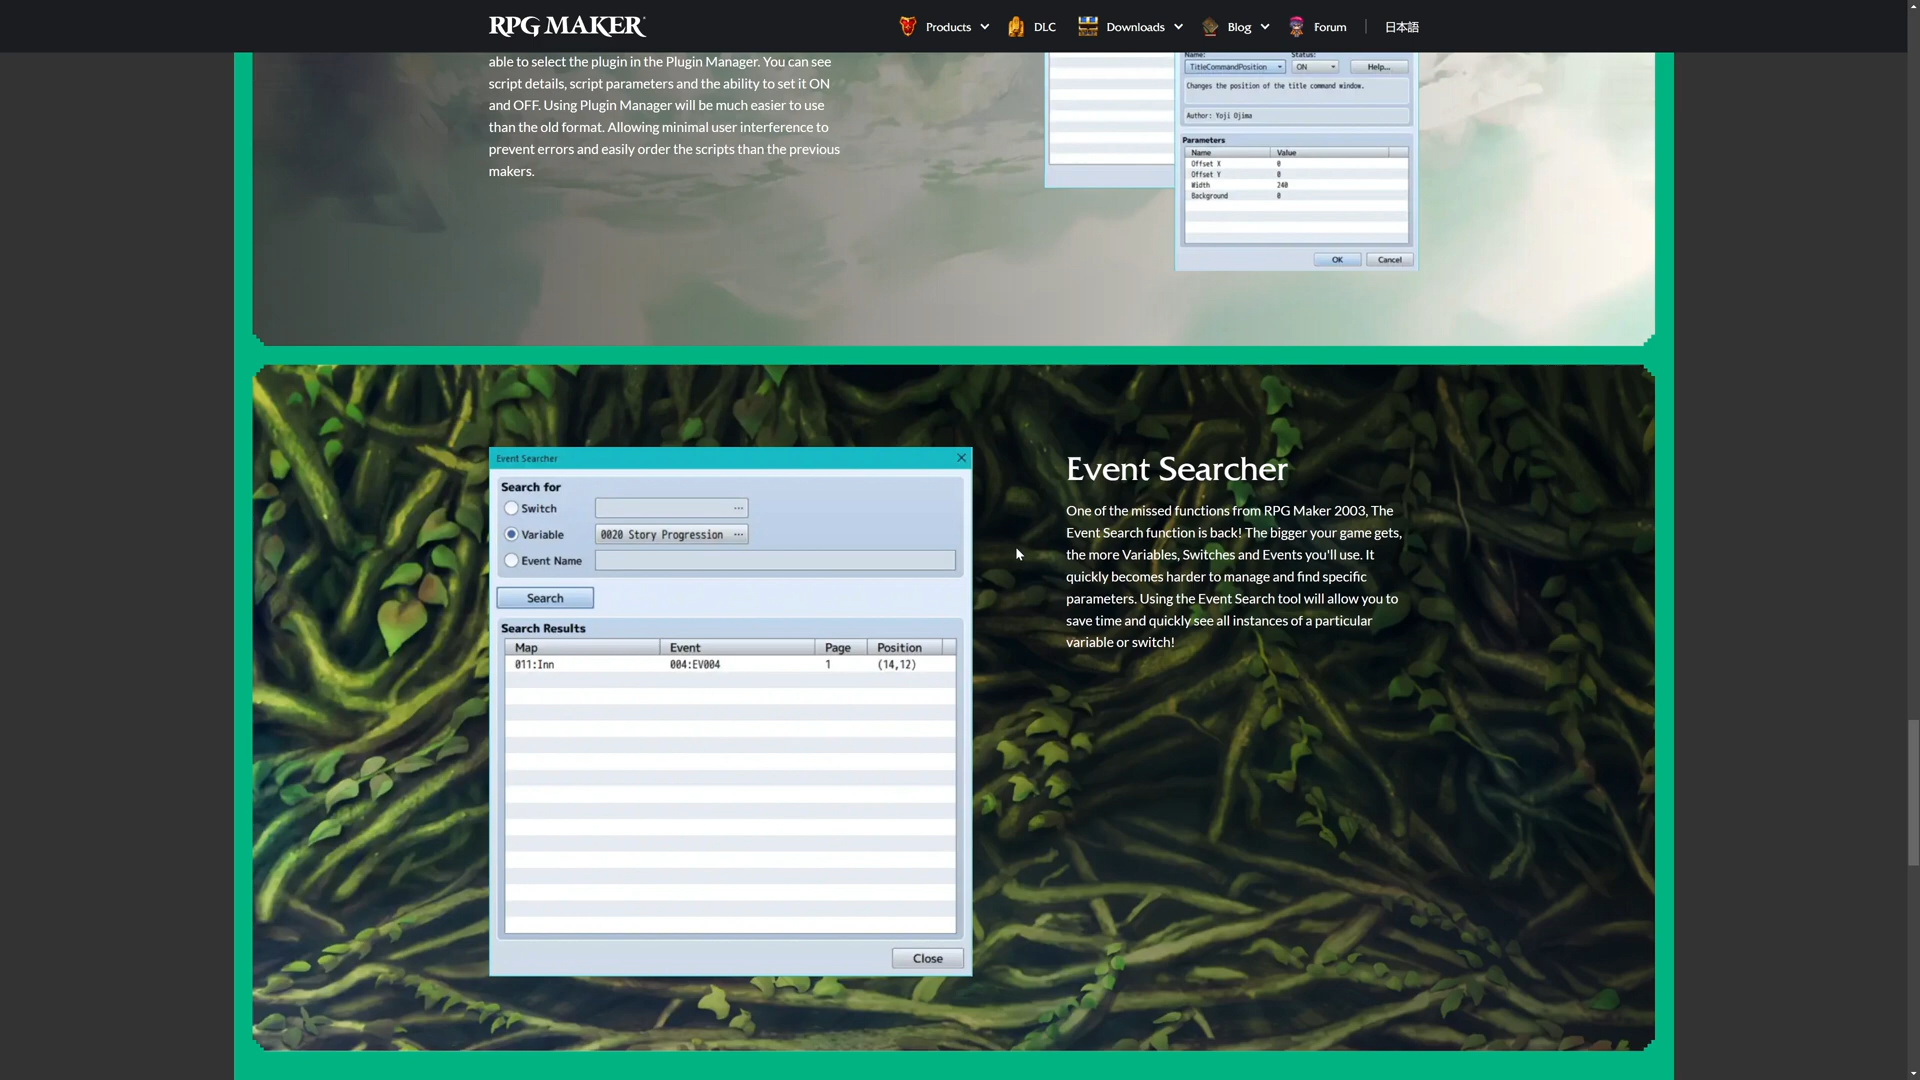 RPG MAKER
Products
DLC
Downloads
Blog
Forum
日本語
able to select the plugin in the Plugin Manager. You can see
script details, script parameters and the ability to set it ON
and OFF. Using Plugin Manager will be much easier to use
than the old format. Allowing minimal user interference to
prevent errors and easily order the scripts than the previous
makers.
Name: Status:
TitleCommandPosition ON Help...
Changes the position of the title command window.
Author: Yoji Ojima
Parameters
Name Value
Offset X 0
Offset Y 0
Width 240
Background 0
OK Cancel
Event Searcher
Search for
Switch ...
Variable 0020 Story Progression ...
Event Name
Search
Search Results
Map Event Page Position
011:Inn 004:EV004 1 (14,12)
Close
Event Searcher
One of the missed functions from RPG Maker 2003, The
Event Search function is back! The bigger your game gets,
the more Variables, Switches and Events you'll use. It
quickly becomes harder to manage and find specific
parameters. Using the Event Search tool will allow you to
save time and quickly see all instances of a particular
variable or switch!